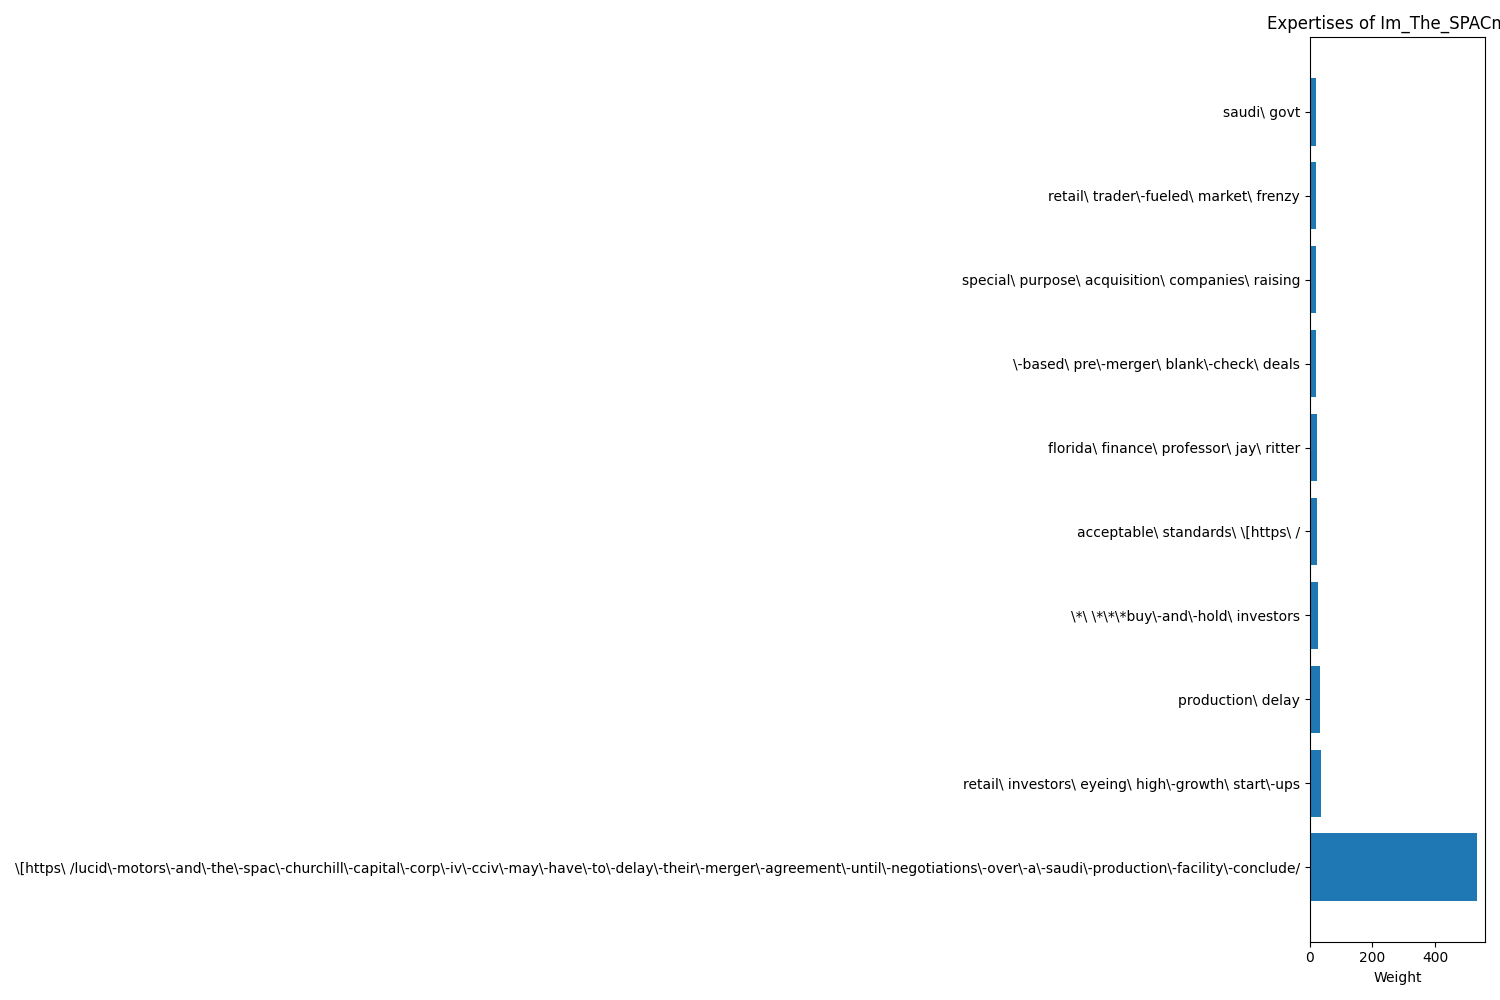 Expertises of Im_The_SPACm
saudi\ govt
retail\ trader\-fueled\ market\ frenzy
special\ purpose\ acquisition\ companies\ raising
\-based\ pre\-merger\ blank\-check\ deals
florida\ finance\ professor\ jay\ ritter
acceptable\ standards\ \[https\ /
\*\ \*\*\*buy\-and\-hold\ investors
production\ delay
retail\ investors\ eyeing\ high\-growth\ start\-ups
\[https\ /lucid\-motors\-and\-the\-spac\-churchill\-capital\-corp\-iv\-cciv\-may\-have\-to\-delay\-their\-merger\-agreement\-until\-negotiations\-over\-a\-saudi\-production\-facility\-conclude/
0 200 400
Weight